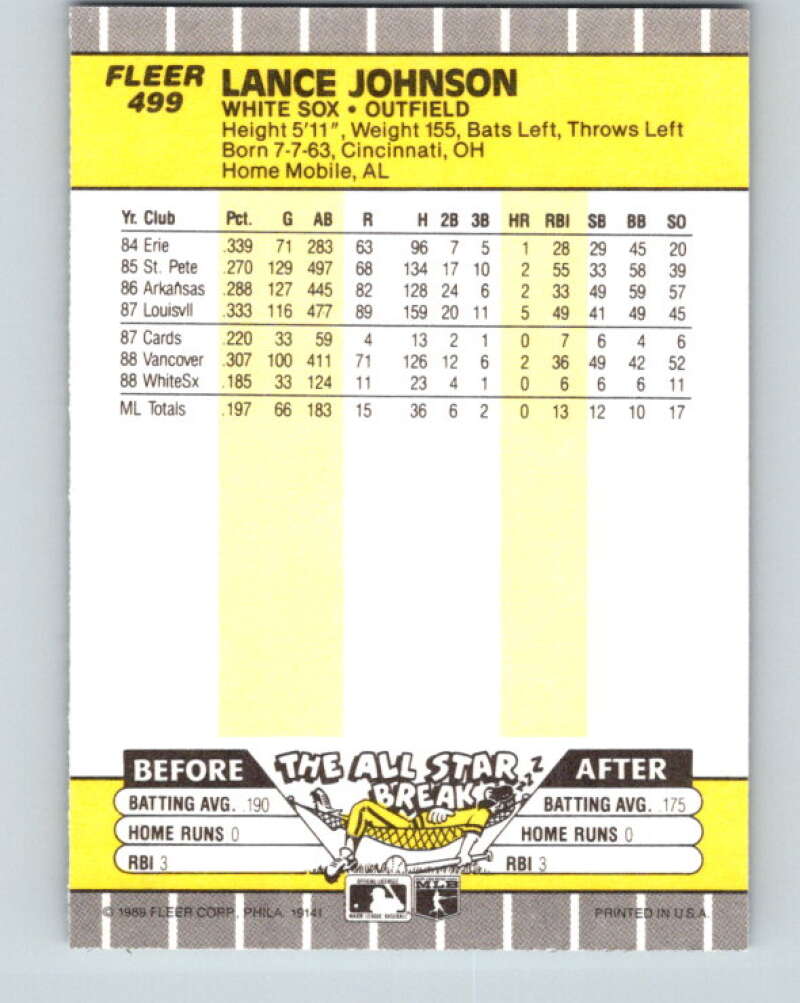 FLEER
499
LANCE JOHNSON
WHITE SOX • OUTFIELD
Height 5'11", Weight 155, Bats Left, Throws Left
Born 7-7-63, Cincinnati, OH
Home Mobile, AL
Yr. Club Pct. G AB R H 2B 3B HR RBI SB BB SO
84 Erie .339 71 283 63 96 7 5 1 28 29 45 20
85 St. Pete .270 129 497 68 134 17 10 2 55 33 58 39
86 Arkansas .288 127 445 82 128 24 6 2 33 49 59 57
87 Louisvll .333 116 477 89 159 20 11 5 49 41 49 45
87 Cards .220 33 59 4 13 2 1 0 7 6 4 6
88 Vancover .307 100 411 71 126 12 6 2 36 49 42 52
88 WhiteSx .185 33 124 11 23 4 1 0 6 6 6 11
ML Totals .197 66 183 15 36 6 2 0 13 12 10 17
BEFORE THE ALL STAR BREAK ZZZ AFTER
BATTING AVG. .190 BATTING AVG. .175
HOME RUNS 0 HOME RUNS 0
RBI 3 RBI 3
OFFICIAL LICENSEE
MAJOR LEAGUE BASEBALL
MLB
© 1989 FLEER CORP., PHILA. 19141 PRINTED IN U.S.A.